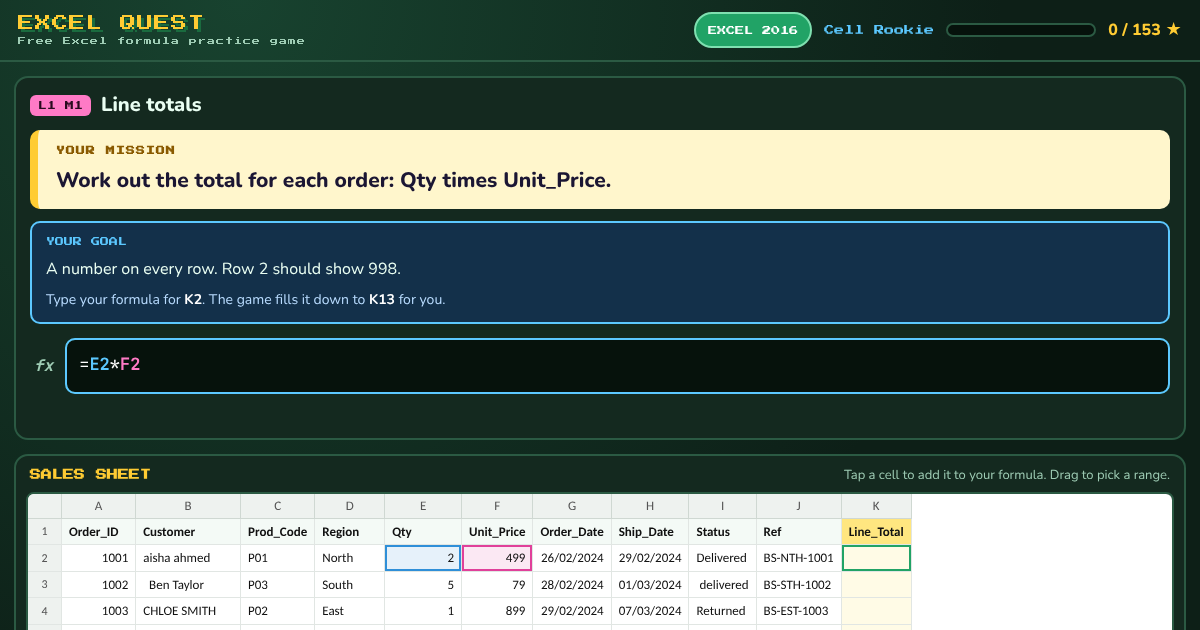 EXCEL QUEST
Free Excel formula practice game
EXCEL 2016
Cell Rookie
0 / 153 ★
L1 M1 Line totals
YOUR MISSION
Work out the total for each order: Qty times Unit_Price.
YOUR GOAL
A number on every row. Row 2 should show 998.
Type your formula for K2. The game fills it down to K13 for you.
fx =E2*F2
SALES SHEET
Tap a cell to add it to your formula. Drag to pick a range.
A B C D E F G H I J K
1 Order_ID Customer Prod_Code Region Qty Unit_Price Order_Date Ship_Date Status Ref Line_Total
2 1001 aisha ahmed P01 North 2 499 26/02/2024 29/02/2024 Delivered BS-NTH-1001
3 1002 Ben Taylor P03 South 5 79 28/02/2024 01/03/2024 delivered BS-STH-1002
4 1003 CHLOE SMITH P02 East 1 899 29/02/2024 07/03/2024 Returned BS-EST-1003